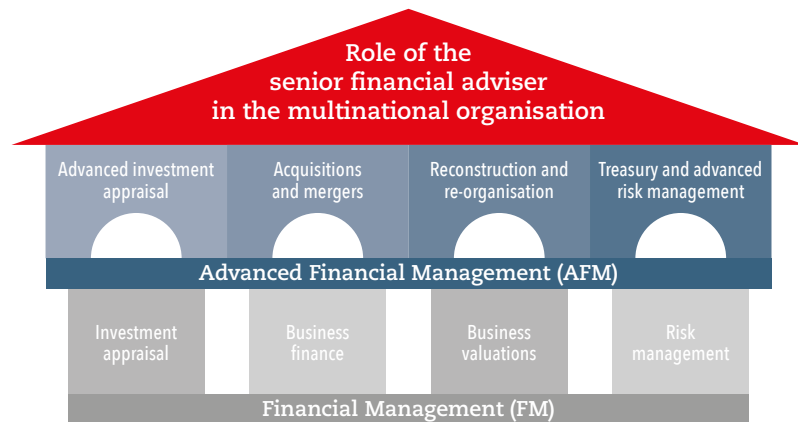 Role of the
senior financial adviser
in the multinational organisation
Advanced investment
appraisal
Acquisitions
and mergers
Reconstruction and
re-organisation
Treasury and advanced
risk management
Advanced Financial Management (AFM)
Investment
appraisal
Business
finance
Business
valuations
Risk
management
Financial Management (FM)